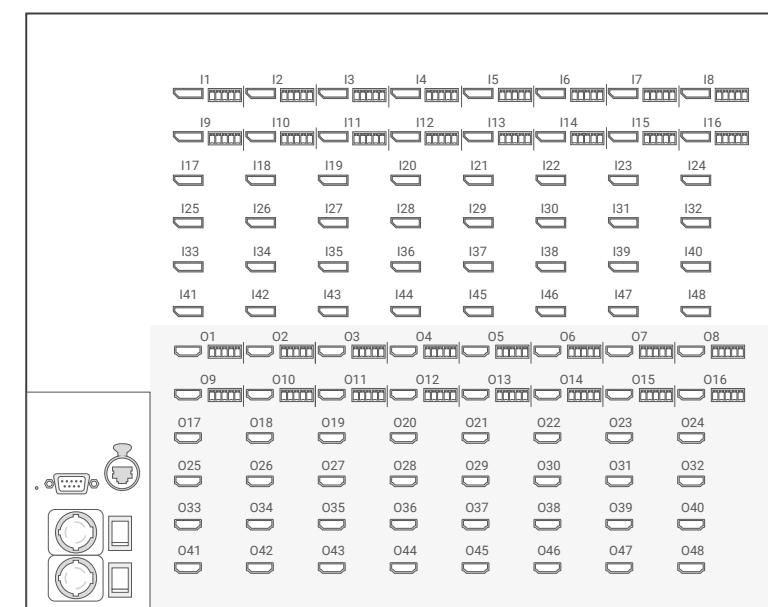 I1 I2 I3 I4 I5 I6 I7 I8
I9 I10 I11 I12 I13 I14 I15 I16
I17 I18 I19 I20 I21 I22 I23 I24
I25 I26 I27 I28 I29 I30 I31 I32
I33 I34 I35 I36 I37 I38 I39 I40
I41 I42 I43 I44 I45 I46 I47 I48
O1 O2 O3 O4 O5 O6 O7 O8
O9 O10 O11 O12 O13 O14 O15 O16
O17 O18 O19 O20 O21 O22 O23 O24
O25 O26 O27 O28 O29 O30 O31 O32
O33 O34 O35 O36 O37 O38 O39 O40
O41 O42 O43 O44 O45 O46 O47 O48